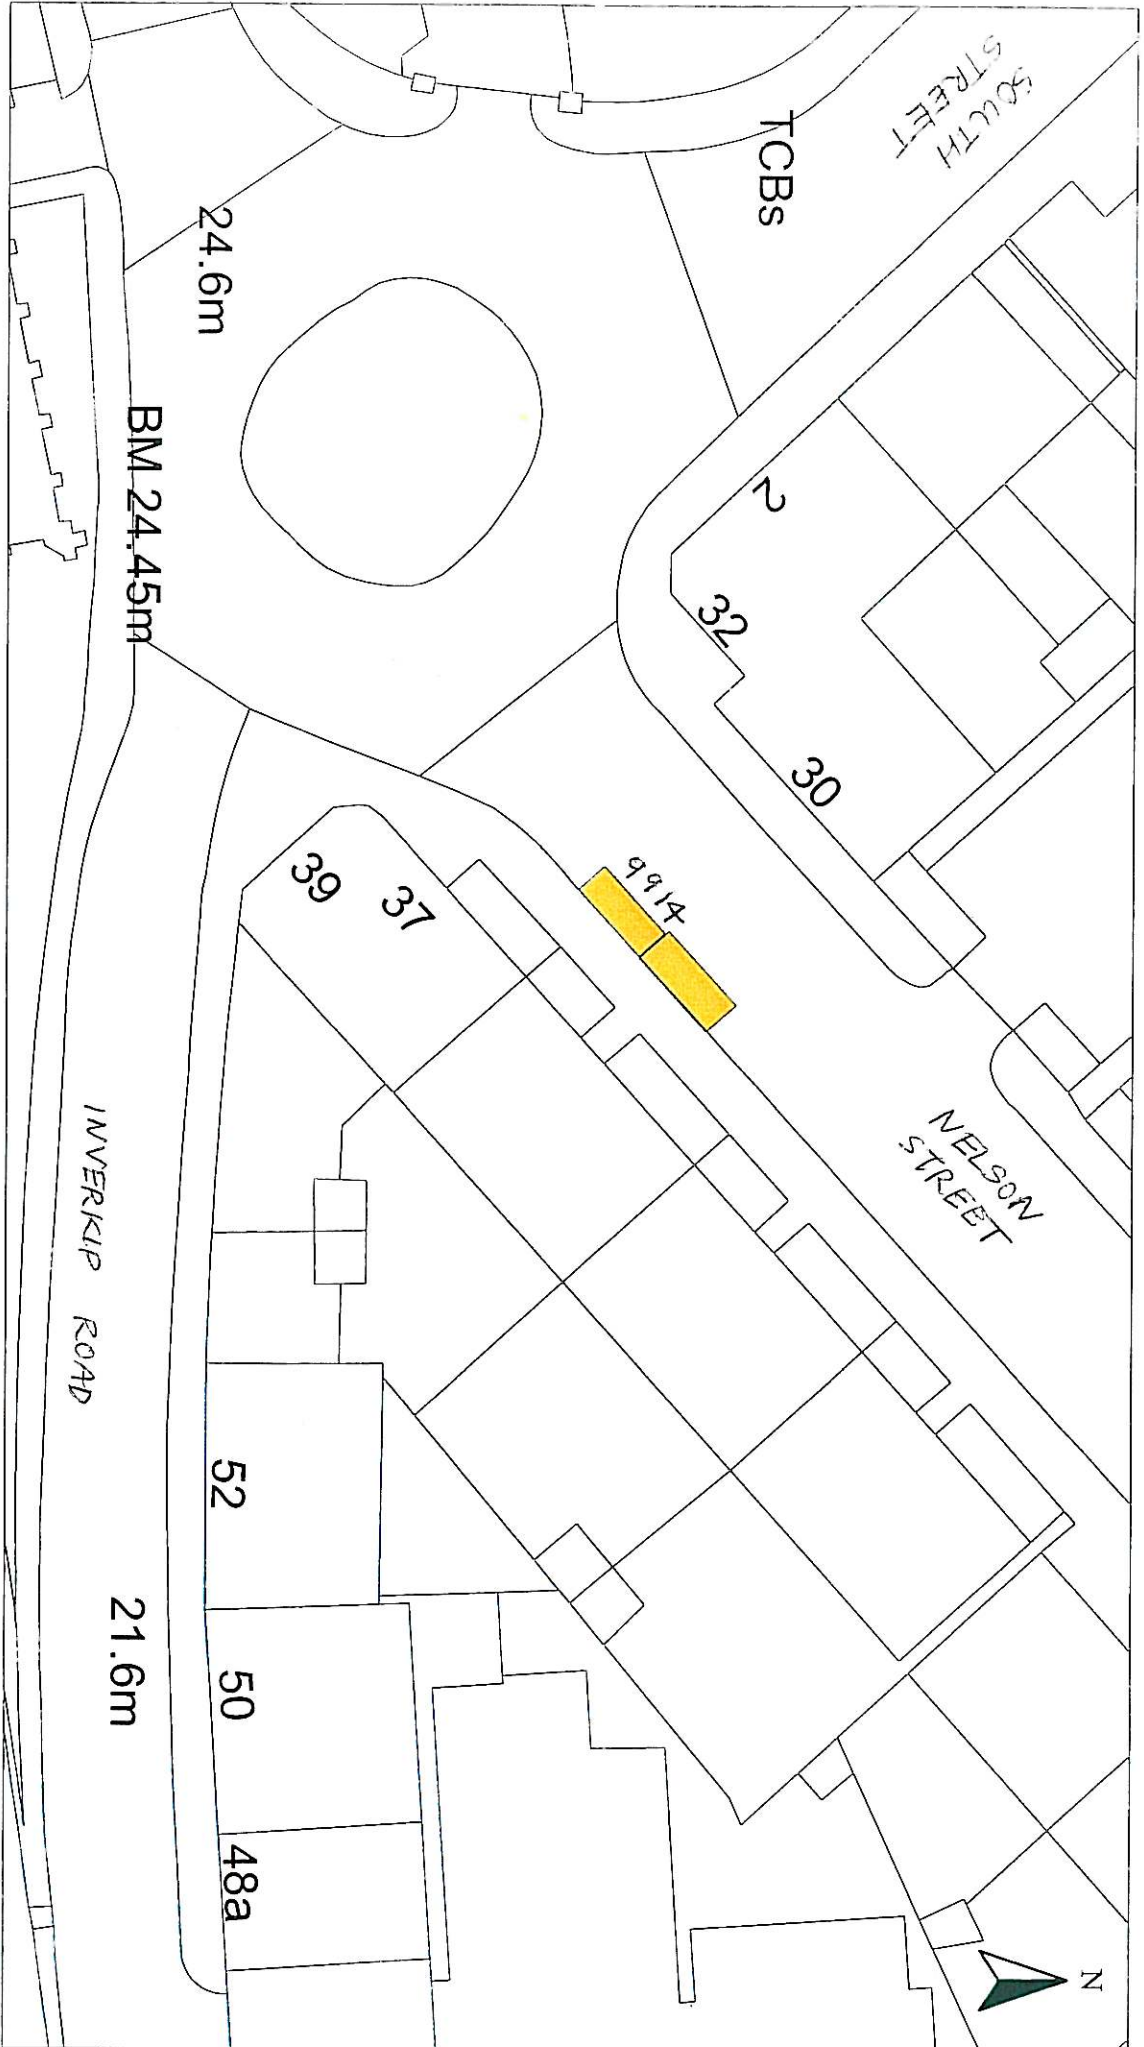 SOUTH
STREET
TCBs
24.6m
BM 24.45m
2
32
30
9914
39
37
NELSON
STREET
INVERKIP ROAD
52
21.6m
50
48a
N